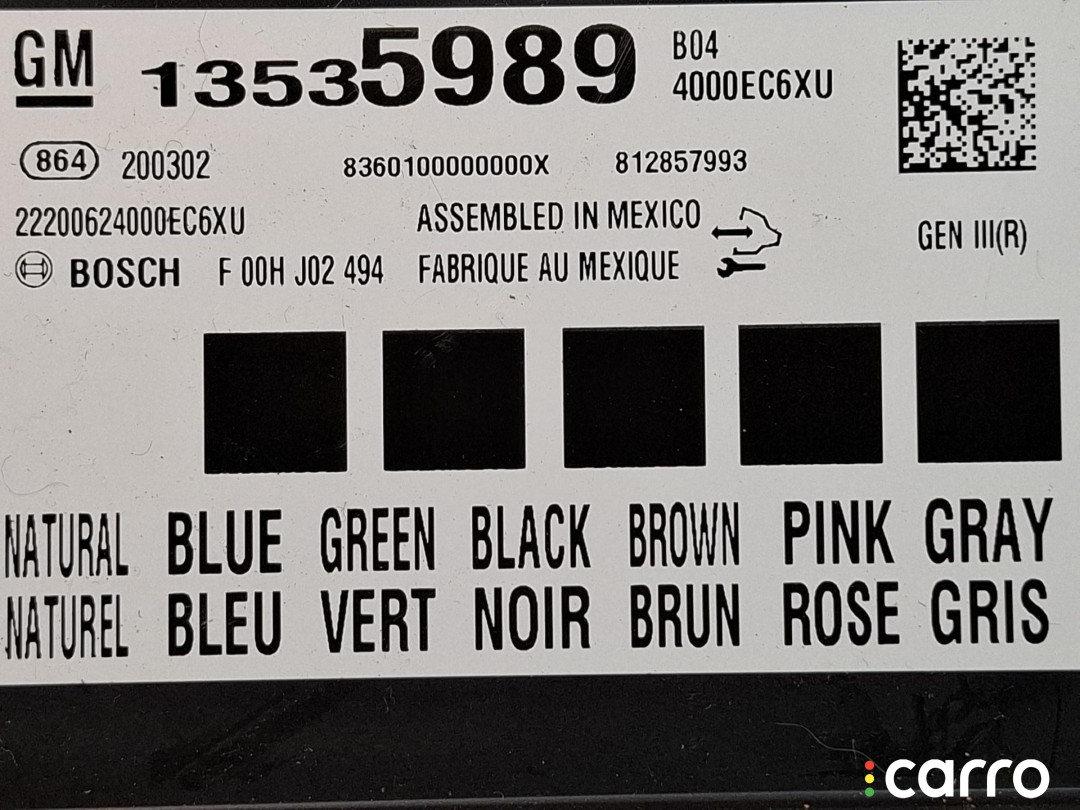 GM 13535989 B04
4000EC6XU
864 200302 8360100000000X 812857993
22200624000EC6XU ASSEMBLED IN MEXICO GEN III(R)
BOSCH F 00H J02 494 FABRIQUE AU MEXIQUE
NATURAL BLUE GREEN BLACK BROWN PINK GRAY
NATUREL BLEU VERT NOIR BRUN ROSE GRIS
carro